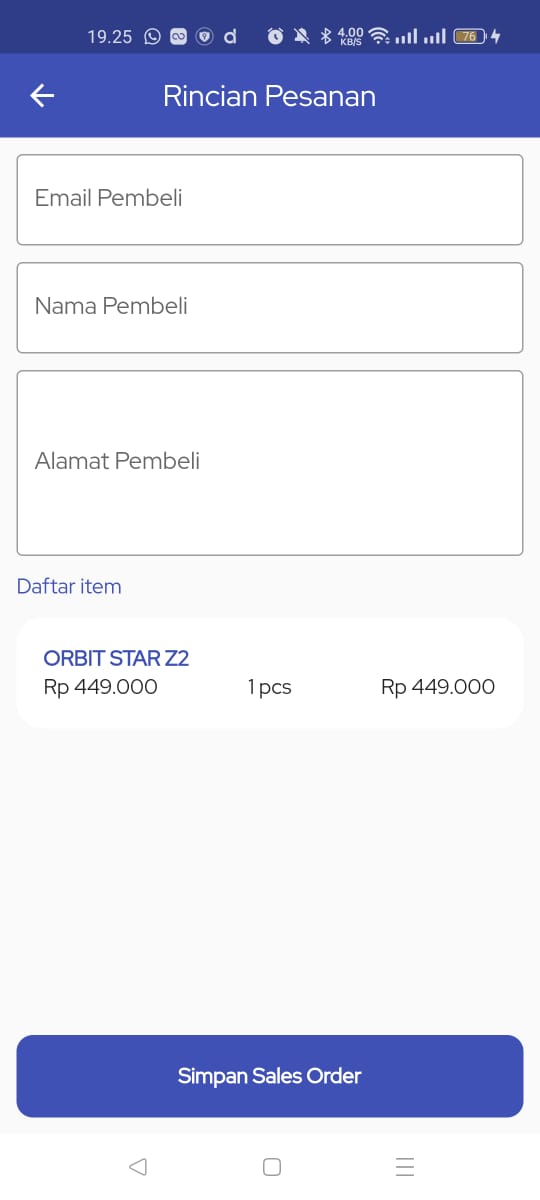 19.25 d 4.00 KB/S 76
Rincian Pesanan
Email Pembeli
Nama Pembeli
Alamat Pembeli
Daftar item
ORBIT STAR Z2
Rp 449.000 1 pcs Rp 449.000
Simpan Sales Order